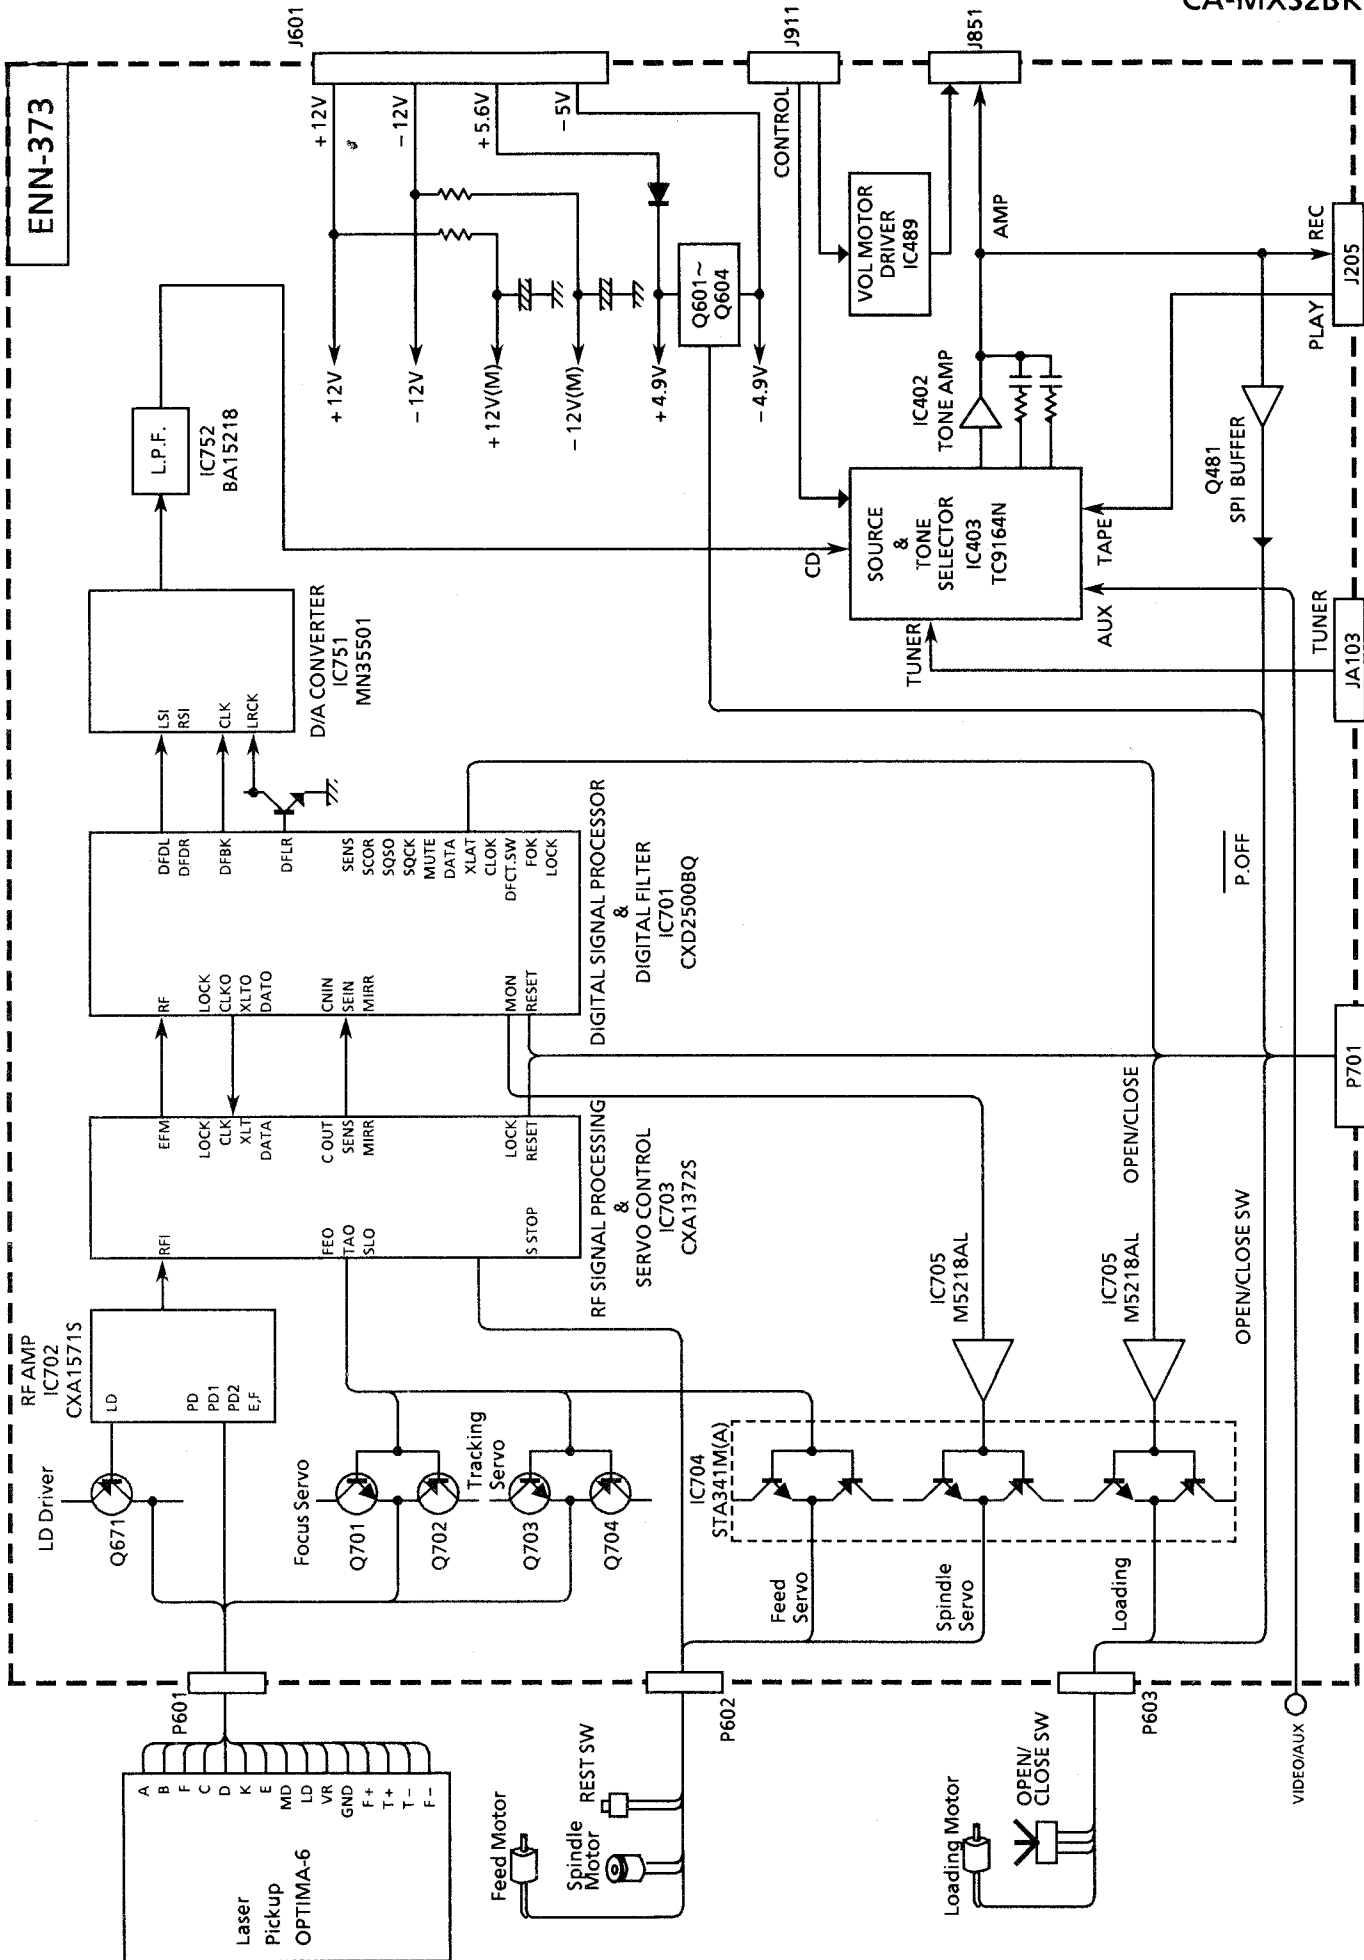 CA-MX32BK
ENN-373
J601
J911
J851
+12V
−12V
+5.6V
−5V
CONTROL
+12V
−12V
+12V(M)
−12V(M)
+4.9V
−4.9V
Q601~
Q604
VOL MOTOR
DRIVER
IC489
AMP
REC
J205
PLAY
IC402
TONE AMP
Q481
SPI BUFFER
SOURCE
&
TONE
SELECTOR
IC403
TC9164N
CD
TAPE
AUX
TUNER
TUNER
JA103
L.P.F.
IC752
BA15218
D/A CONVERTER
IC751
MN35501
LSI
RSI
CLK
LRCK
DFDL
DFDR
DFBK
DFLR
SENS
SCOR
SQSO
SQCK
MUTE
DATA
XLAT
CLOK
DFCT.SW
FOK
LOCK
RF
LOCK
CLKO
XLTO
DATO
CNIN
SEIN
MIRR
MON
RESET
DIGITAL SIGNAL PROCESSOR
&
DIGITAL FILTER
IC701
CXD2500BQ
P.OFF
P701
EFM
LOCK
CLK
XLT
DATA
C OUT
SENS
MIRR
LOCK
RESET
RFI
FEO
TAO
SLO
S STOP
RF SIGNAL PROCESSING
&
SERVO CONTROL
IC703
CXA1372S
OPEN/CLOSE
OPEN/CLOSE SW
IC705
M5218AL
IC705
M5218AL
RF AMP
IC702
CXA1571S
LD
PD
PD1
PD2
E,F
LD Driver
Q671
Focus Servo
Q701
Q702
Tracking
Servo
Q703
Q704
IC704
STA341M(A)
Feed
Servo
Spindle
Servo
Loading
P601
P602
P603
VIDEO/AUX
A
B
F
C
D
K
E
MD
LD
VR
GND
F+
T+
T−
F−
Laser
Pickup
OPTIMA-6
Feed Motor
Spindle
Motor
REST SW
Loading Motor
OPEN/
CLOSE SW